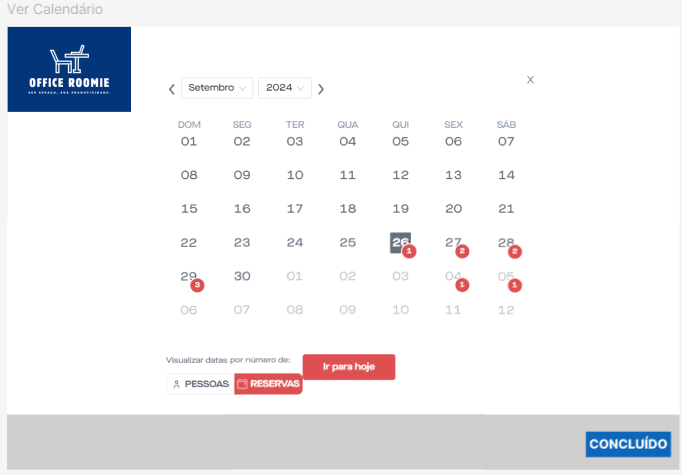 Ver Calendário
OFFICE ROOMIE
SEU ESPAÇO, SUA PRODUTIVIDADE.
Setembro 2024 X
DOM SEG TER QUA QUI SEX SÁB
01 02 03 04 05 06 07
08 09 10 11 12 13 14
15 16 17 18 19 20 21
22 23 24 25 26 27 28
1 2 2
29 30 01 02 03 04 05
3 1 1
06 07 08 09 10 11 12
Visualizar datas por número de:
Ir para hoje
PESSOAS RESERVAS
CONCLUÍDO